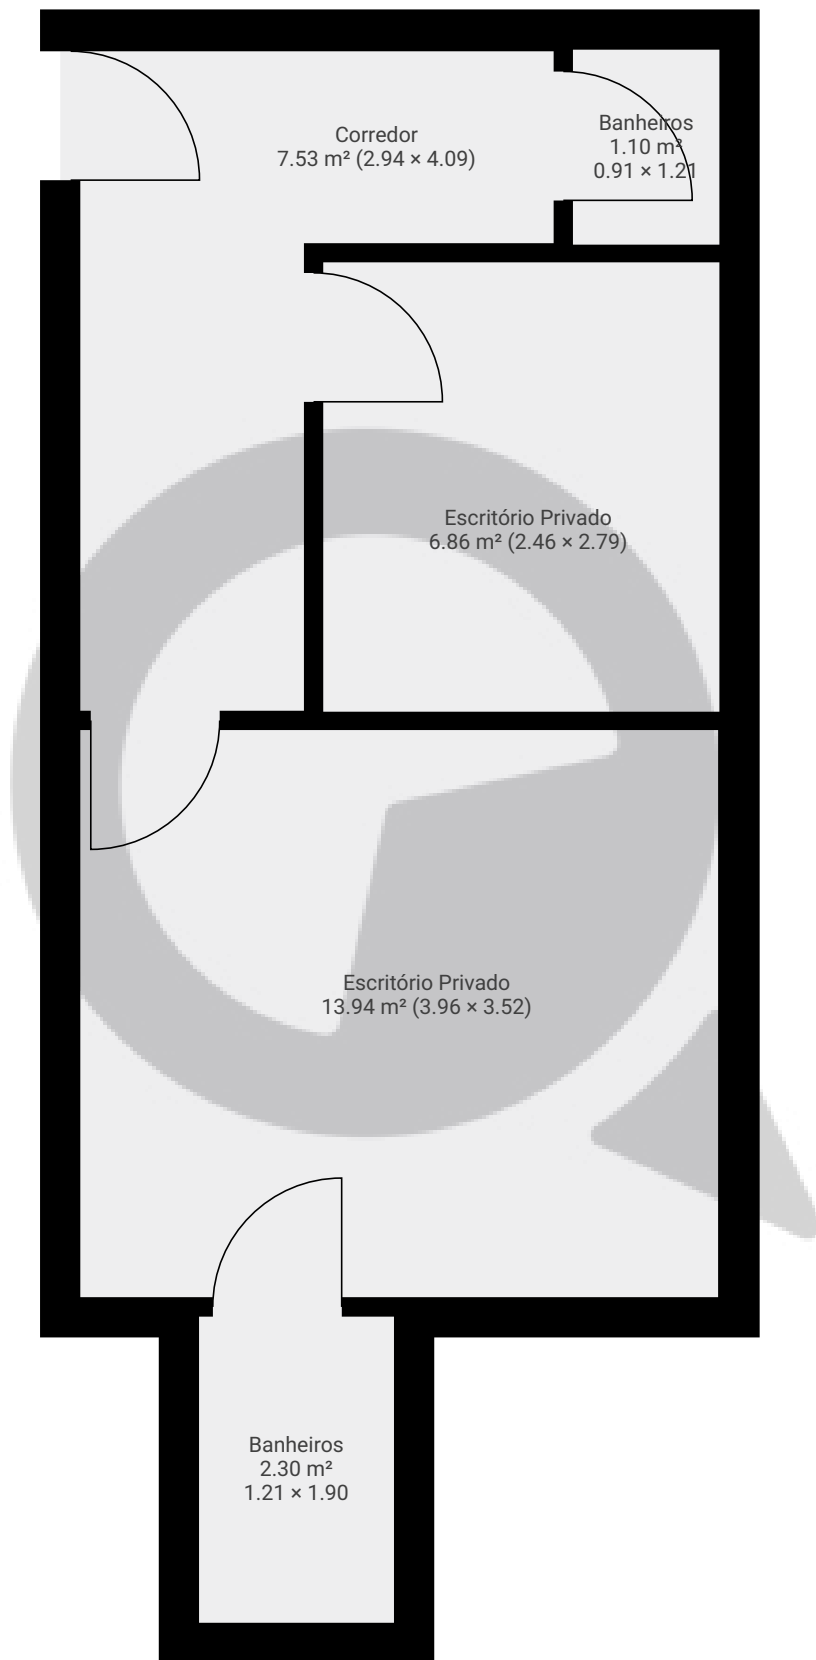 Corredor
7.53 m² (2.94 × 4.09)
Banheiros
1.10 m²
0.91 × 1.21
Escritório Privado
6.86 m² (2.46 × 2.79)
Escritório Privado
13.94 m² (3.96 × 3.52)
Banheiros
2.30 m²
1.21 × 1.90